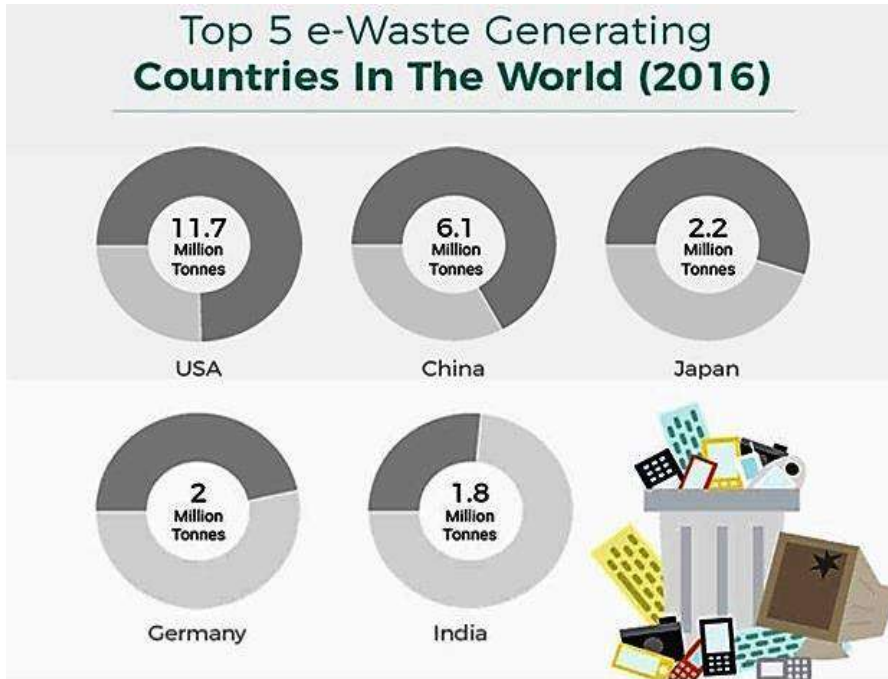 Top 5 e-Waste Generating
Countries In The World (2016)
11.7
Million
Tonnes
USA
6.1
Million
Tonnes
China
2.2
Million
Tonnes
Japan
2
Million
Tonnes
Germany
1.8
Million
Tonnes
India